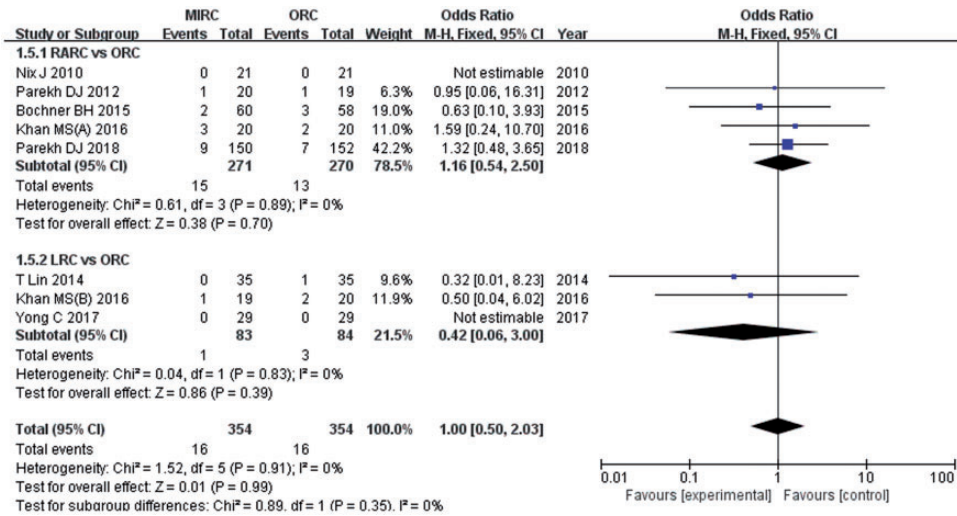 MIRC ORC Odds Ratio Odds Ratio
Study or Subgroup Events Total Events Total Weight M-H, Fixed, 95% CI Year M-H, Fixed, 95% CI
1.5.1 RARC vs ORC
Nix J 2010 0 21 0 21 Not estimable 2010
Parekh DJ 2012 1 20 1 19 6.3% 0.95 [0.06, 16.31] 2012
Bochner BH 2015 2 60 3 58 19.0% 0.63 [0.10, 3.93] 2015
Khan MS(A) 2016 3 20 2 20 11.0% 1.59 [0.24, 10.70] 2016
Parekh DJ 2018 9 150 7 152 42.2% 1.32 [0.48, 3.65] 2018
Subtotal (95% CI) 271 270 78.5% 1.16 [0.54, 2.50]
Total events 15 13
Heterogeneity: Chi² = 0.61, df = 3 (P = 0.89); I² = 0%
Test for overall effect: Z = 0.38 (P = 0.70)
1.5.2 LRC vs ORC
T Lin 2014 0 35 1 35 9.6% 0.32 [0.01, 8.23] 2014
Khan MS(B) 2016 1 19 2 20 11.9% 0.50 [0.04, 6.02] 2016
Yong C 2017 0 29 0 29 Not estimable 2017
Subtotal (95% CI) 83 84 21.5% 0.42 [0.06, 3.00]
Total events 1 3
Heterogeneity: Chi² = 0.04, df = 1 (P = 0.83); I² = 0%
Test for overall effect: Z = 0.86 (P = 0.39)
Total (95% CI) 354 354 100.0% 1.00 [0.50, 2.03]
Total events 16 16
Heterogeneity: Chi² = 1.52, df = 5 (P = 0.91); I² = 0%
Test for overall effect: Z = 0.01 (P = 0.99)
Test for subgroup differences: Chi² = 0.89, df = 1 (P = 0.35), I² = 0%
0.01 0.1 1 10 100
Favours [experimental] Favours [control]